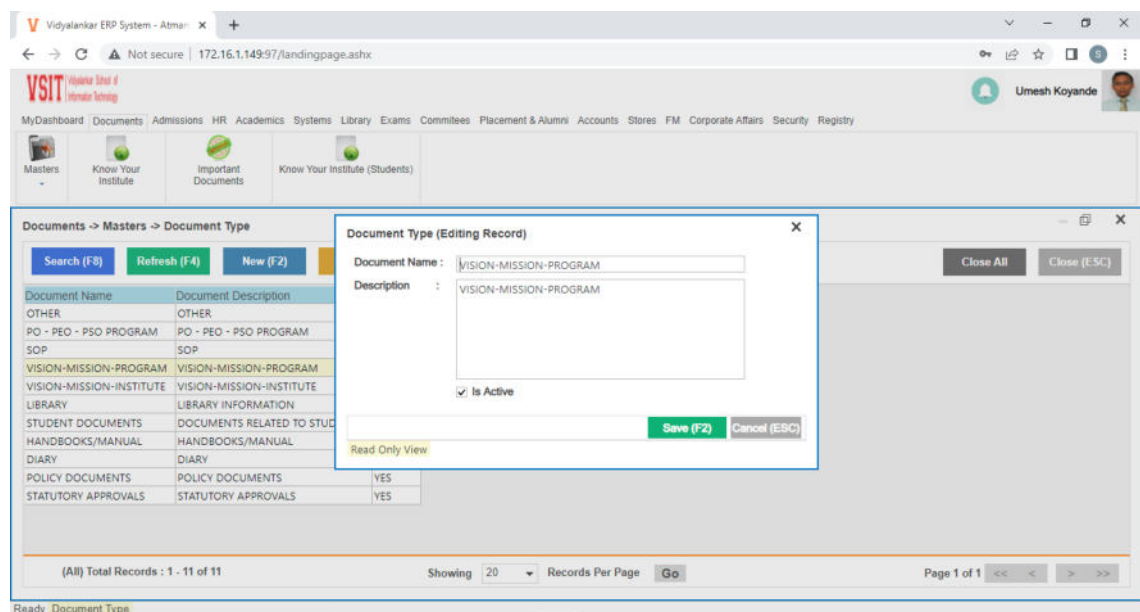 Vidyalankar ERP System - Atman
Not secure | 172.16.1.149:97/landingpage.ashx
S
VSIT Vidyalankar School of
Information Technology
Umesh Koyande
MyDashboard Documents Admissions HR Academics Systems Library Exams Commitees Placement & Alumni Accounts Stores FM Corporate Affairs Security Registry
Masters
Know Your
Institute
Important
Documents
Know Your Institute (Students)
Documents -> Masters -> Document Type
Search (F8) Refresh (F4) New (F2)
Close All Close (ESC)
Document Name Document Description
OTHER OTHER
PO - PEO - PSO PROGRAM PO - PEO - PSO PROGRAM
SOP SOP
VISION-MISSION-PROGRAM VISION-MISSION-PROGRAM
VISION-MISSION-INSTITUTE VISION-MISSION-INSTITUTE
LIBRARY LIBRARY INFORMATION
STUDENT DOCUMENTS DOCUMENTS RELATED TO STUD
HANDBOOKS/MANUAL HANDBOOKS/MANUAL
DIARY DIARY
POLICY DOCUMENTS POLICY DOCUMENTS YES
STATUTORY APPROVALS STATUTORY APPROVALS YES
Document Type (Editing Record)
Document Name : VISION-MISSION-PROGRAM
Description : VISION-MISSION-PROGRAM
Is Active
Save (F2) Cancel (ESC)
Read Only View
(All) Total Records : 1 - 11 of 11
Showing 20 Records Per Page Go
Page 1 of 1 << < > >>
Ready Document Type